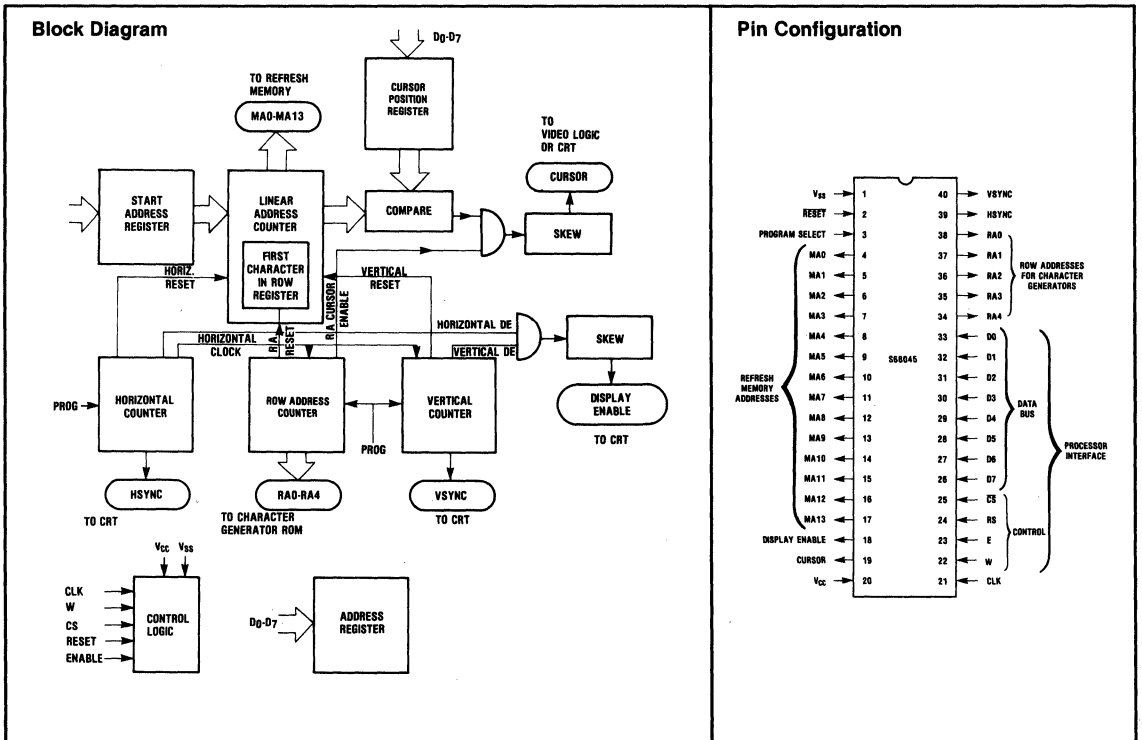 Block Diagram
D0-D7
CURSOR
POSITION
REGISTER
TO REFRESH
MEMORY
MA0-MA13
TO
VIDEO LOGIC
OR CRT
CURSOR
START
ADDRESS
REGISTER
LINEAR
ADDRESS
COUNTER
COMPARE
SKEW
FIRST
CHARACTER
IN ROW
REGISTER
HORIZ.
RESET
VERTICAL
RESET
RA CURSOR
ENABLE
RA
RESET
HORIZONTAL DE
HORIZONTAL
CLOCK
VERTICAL DE
SKEW
PROG
HORIZONTAL
COUNTER
ROW ADDRESS
COUNTER
VERTICAL
COUNTER
PROG
DISPLAY
ENABLE
TO CRT
HSYNC
TO CRT
RA0-RA4
TO CHARACTER
GENERATOR ROM
VSYNC
TO CRT
VCC VSS
CLK
W
CS
RESET
ENABLE
CONTROL
LOGIC
D0-D7
ADDRESS
REGISTER
Pin Configuration
VSS 1 40 VSYNC
RESET 2 39 HSYNC
PROGRAM SELECT 3 38 RA0
MA0 4 37 RA1
MA1 5 36 RA2
MA2 6 35 RA3
MA3 7 34 RA4
MA4 8 33 D0
MA5 9 32 D1
MA6 10 31 D2
MA7 11 30 D3
MA8 12 29 D4
MA9 13 28 D5
MA10 14 27 D6
MA11 15 26 D7
MA12 16 25 CS
MA13 17 24 RS
DISPLAY ENABLE 18 23 E
CURSOR 19 22 W
VCC 20 21 CLK
S68045
REFRESH
MEMORY
ADDRESSES
ROW ADDRESSES
FOR CHARACTER
GENERATORS
DATA
BUS
CONTROL
PROCESSOR
INTERFACE